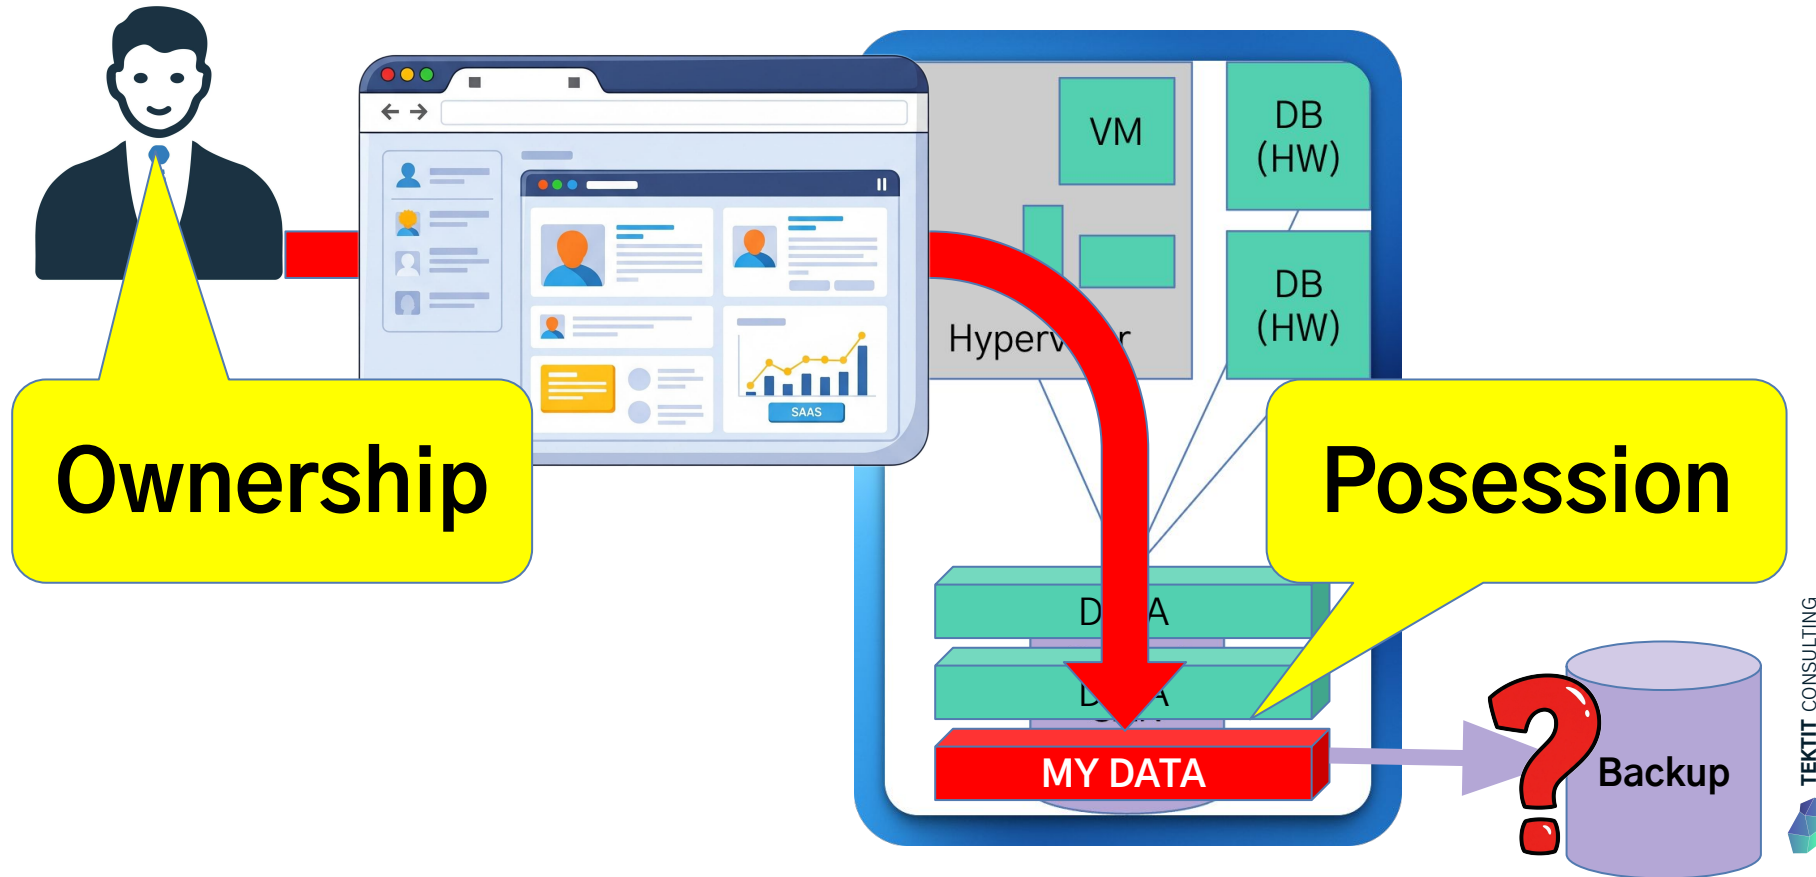 VM
DB
(HW)
DB
(HW)
SAAS
Ownership
Posession
MY DATA
Backup
TEKTIT CONSULTING